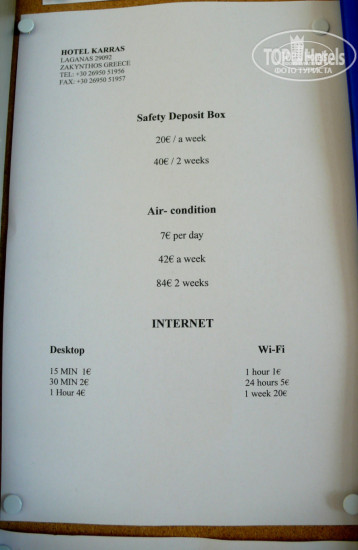 HOTEL KARRAS
LAGANAS 29092
ZAKYNTHOS GREECE
TEL: +30 26950 51956
FAX: +30 26950 51957
TOPHotels
ФОТО ТУРИСТА
Safety Deposit Box
20€ / a week
40€ / 2 weeks
Air- condition
7€ per day
42€ a week
84€ 2 weeks
INTERNET
Desktop
15 MIN 1€
30 MIN 2€
1 Hour 4€
Wi-Fi
1 hour 1€
24 hours 5€
1 week 20€